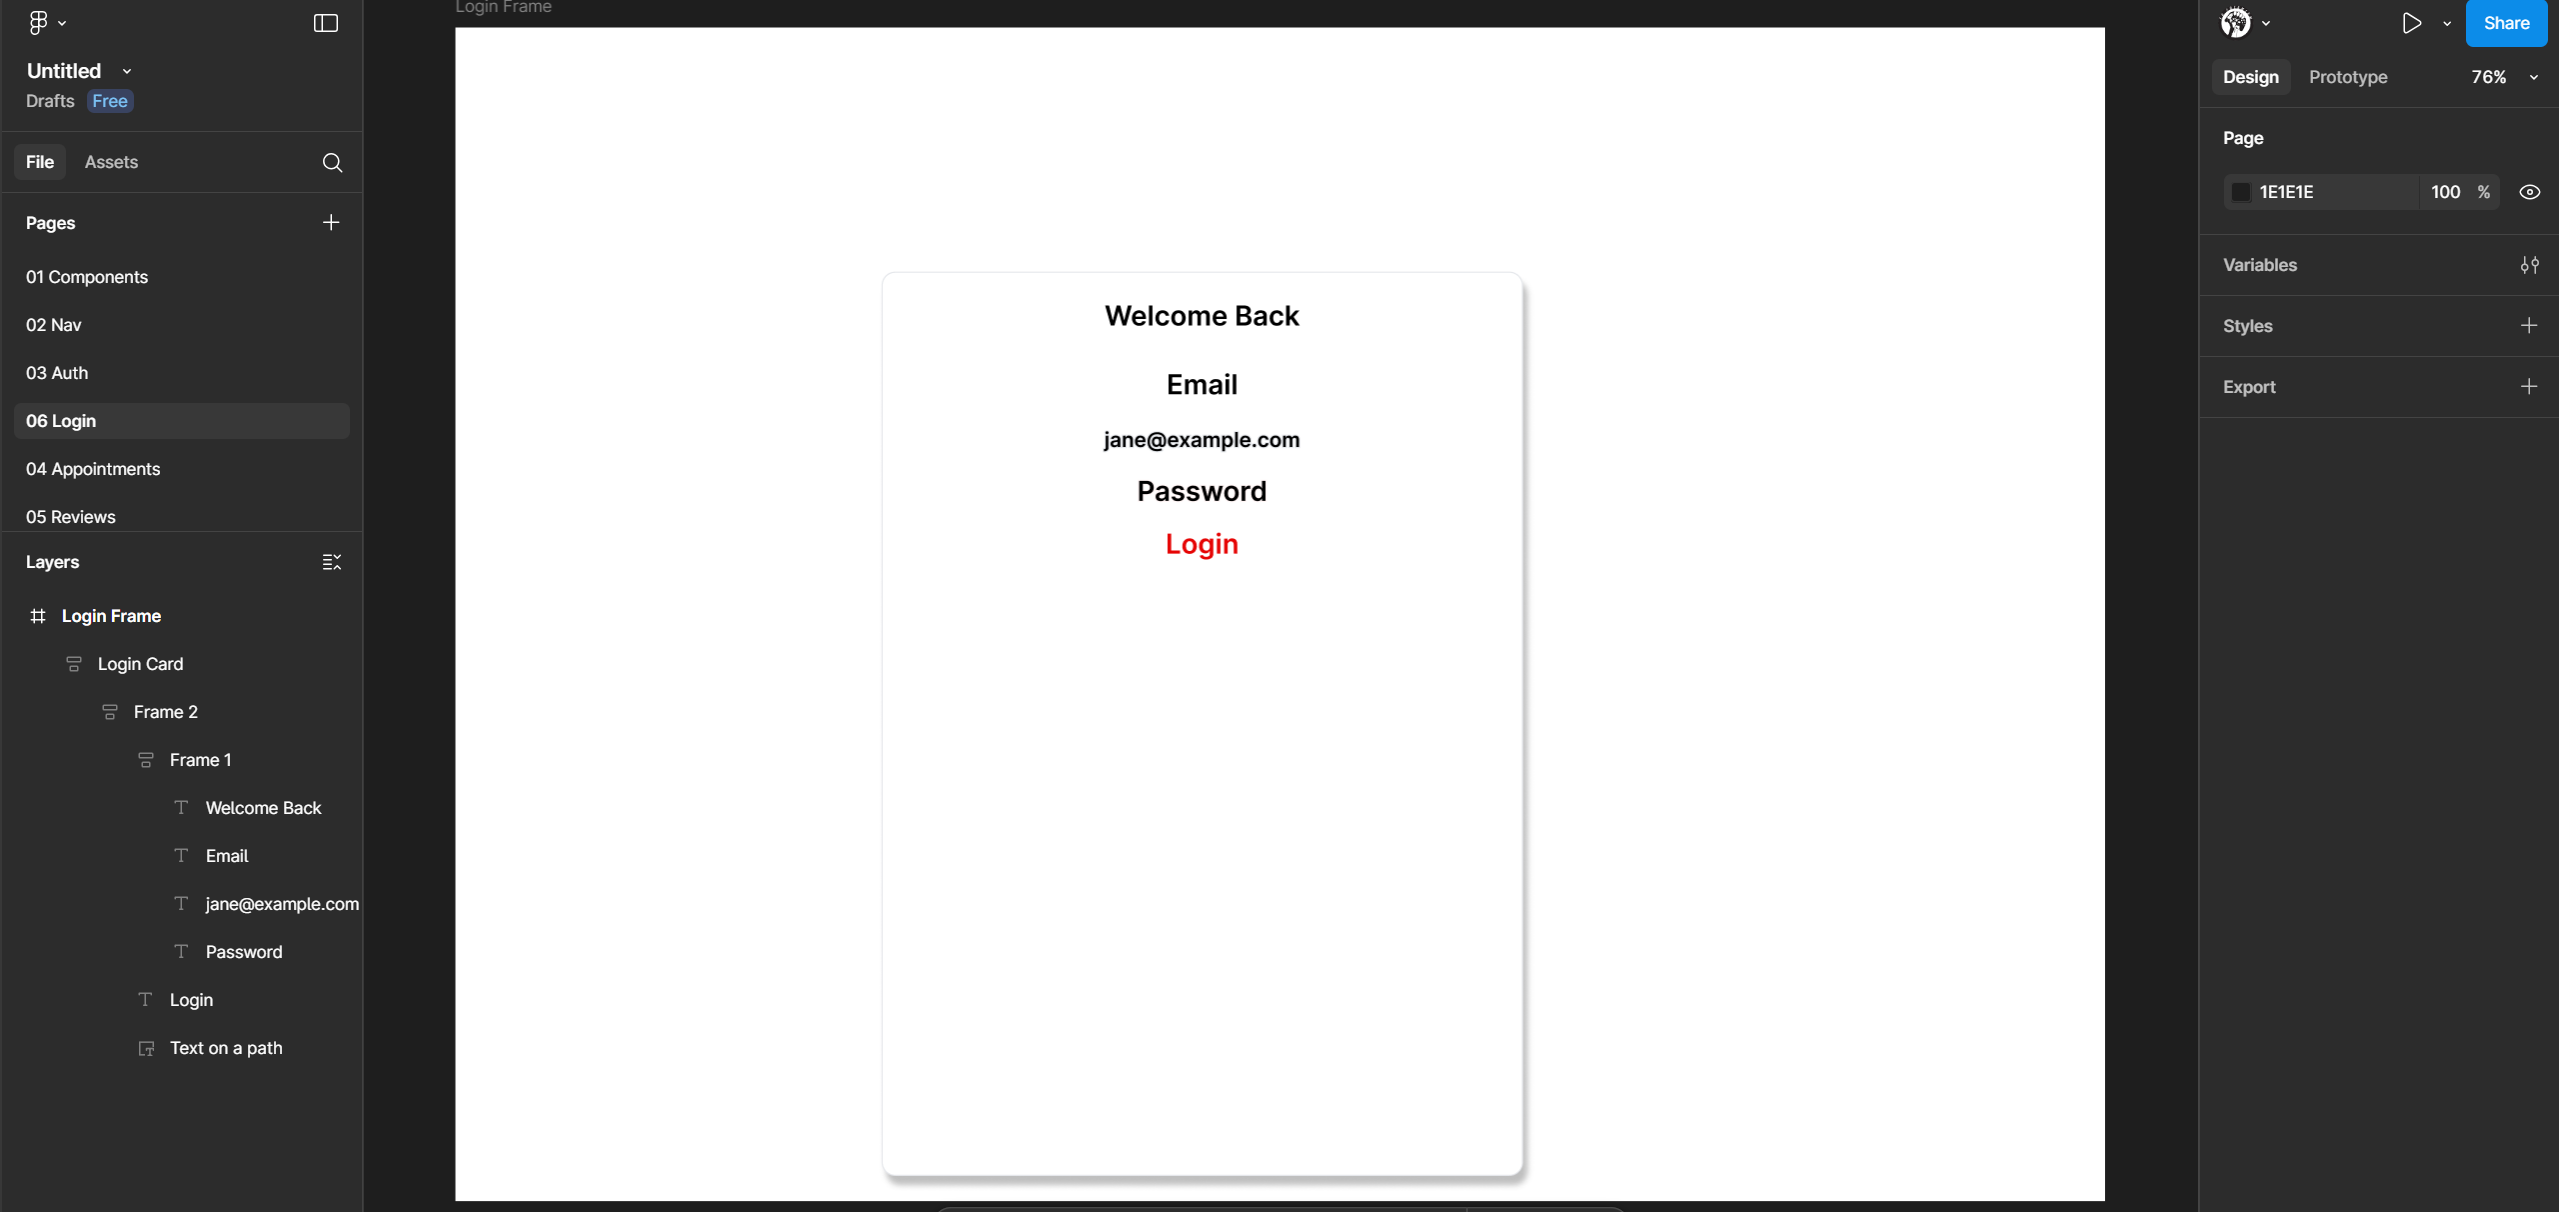 Untitled
Drafts Free
File Assets
Pages
01 Components
02 Nav
03 Auth
06 Login
04 Appointments
05 Reviews
Layers
Login Frame
Login Card
Frame 2
Frame 1
Welcome Back
Email
jane@example.com
Password
Login
Text on a path
Login Frame
Welcome Back
Email
jane@example.com
Password
Login
Share
Design Prototype 76%
Page
1E1E1E 100 %
Variables
Styles
Export